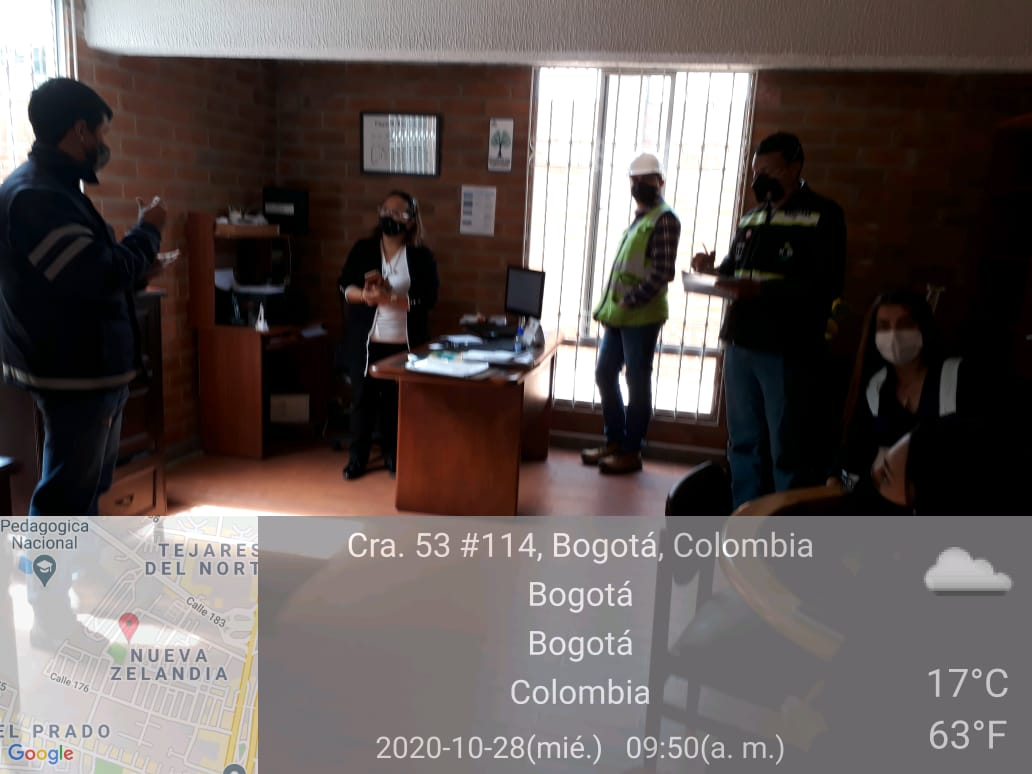 Pedagogica
Nacional
TEJARES
DEL NORT
Calle 183
NUEVA
ZELANDIA
Calle 176
EL PRADO
Google
Cra. 53 #114, Bogotá, Colombia
Bogotá
Bogotá
Colombia
2020-10-28(mié.) 09:50(a. m.)
17°C
63°F